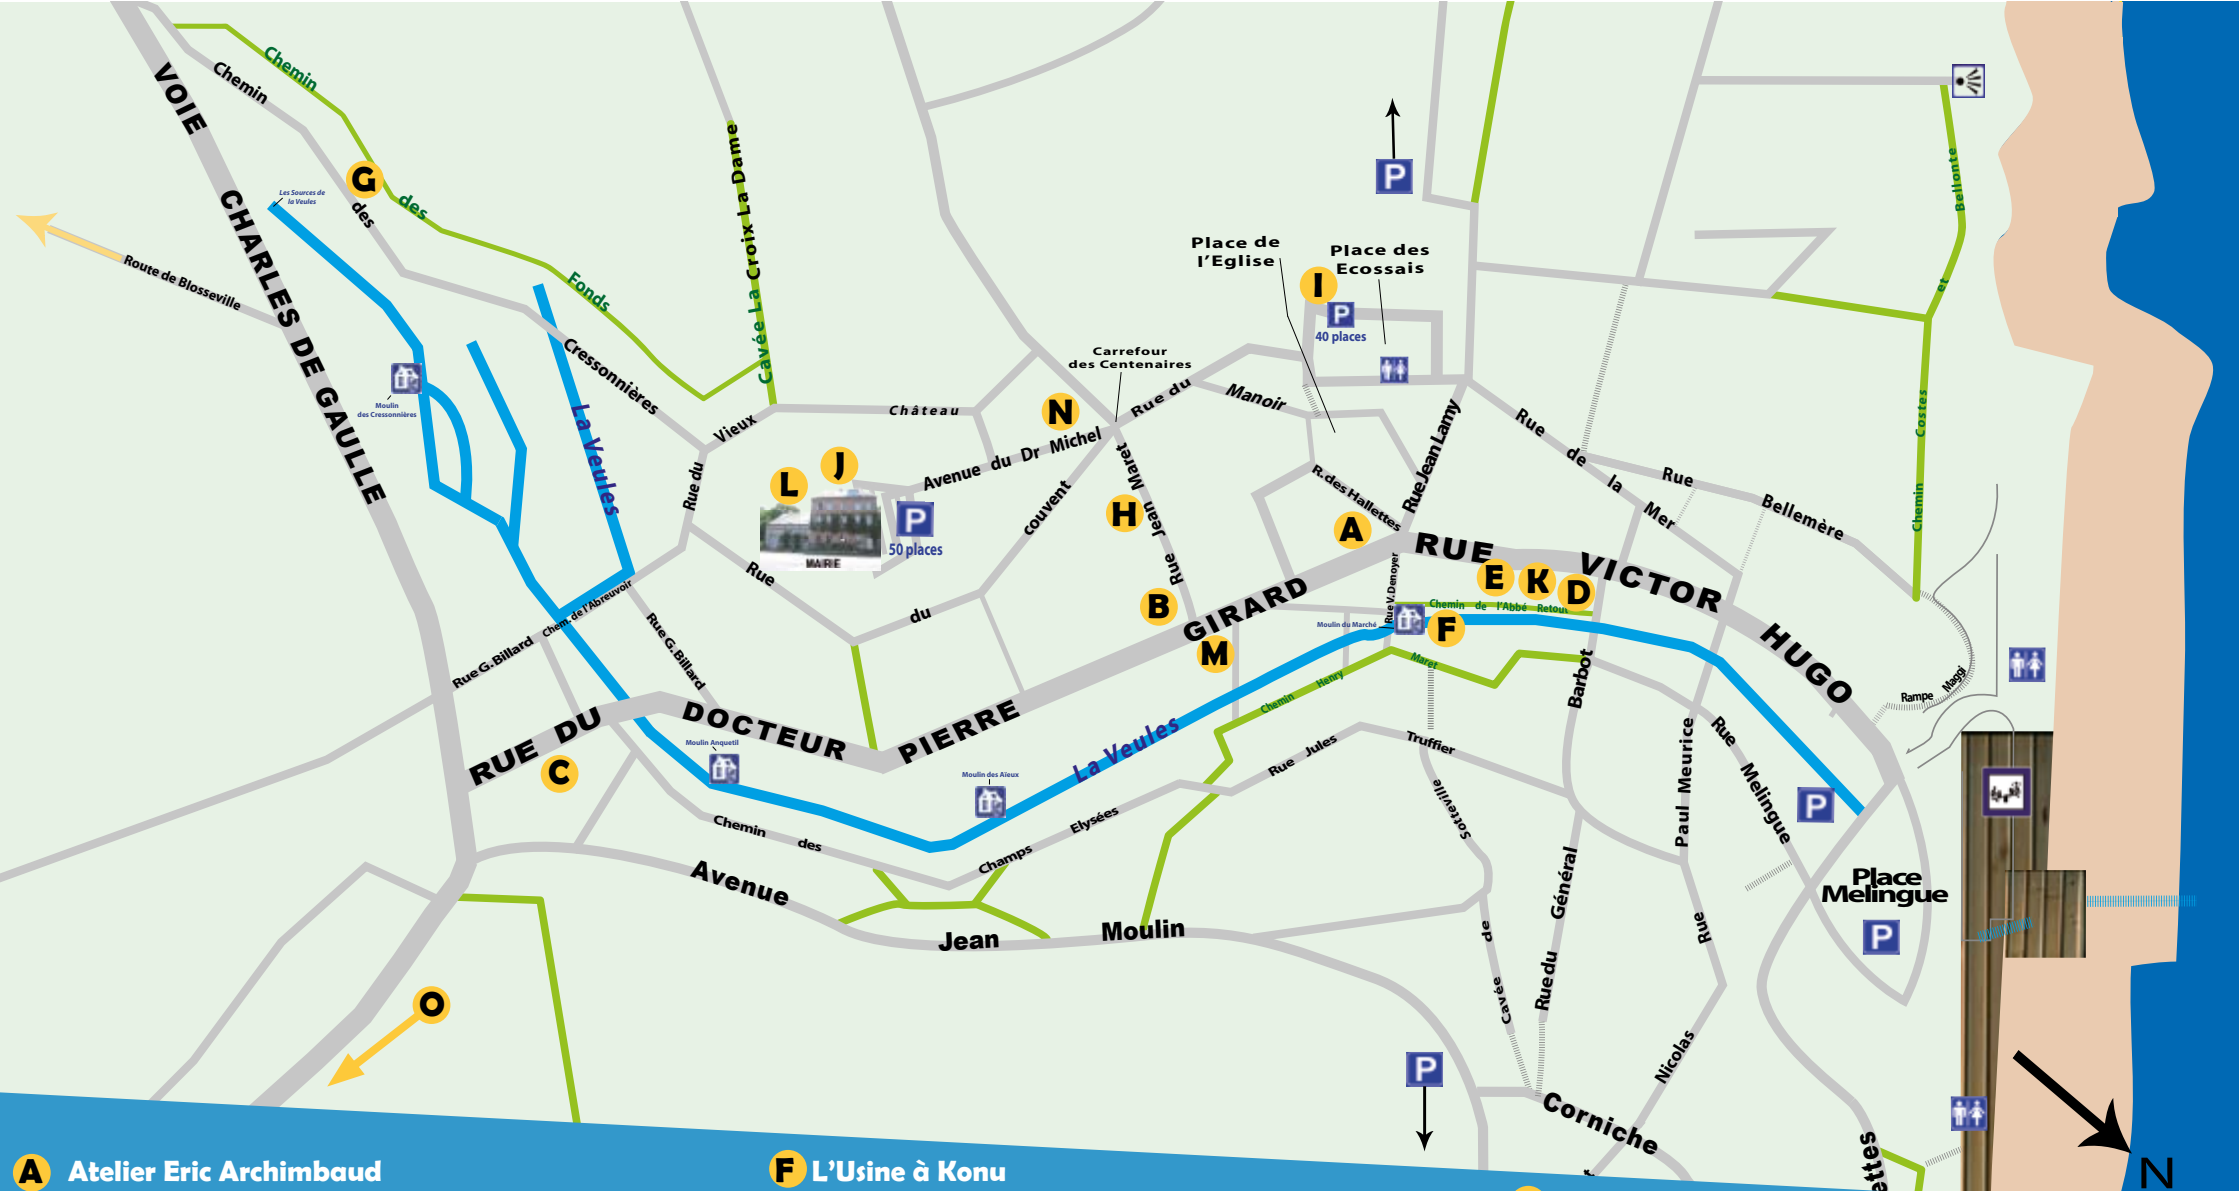 VOIE CHARLES DE GAULLE
Chemin des Fonds
Chemin des Cressonnières
G
Les Sources de
la Veules
Route de Blosseville
Moulin
des Cressonnières
La Veules
Cavée La Croix La Dame
Rue du Vieux Château
Carrefour
des Centenaires
Place de
l'Eglise
Place des
Ecossais
I
P
40 places
P
N
Avenue du Dr Michel
Rue du Manoir
J
L
MAIRIE
P
50 places
Rue du couvent
H
Rue Jean Maret
B
M
R. des Hallettes
A
Rue Jean Lamy
Rue de la Mer
Rue Bellemère
Chemin Costes et Bellonte
RUE VICTOR HUGO
E
K
D
Chemin de l'Abbé Retout
Rue V. Denoyer
Moulin du Marché
F
Rue G. Billard
Chem. de l'Abreuvoir
Rue G. Billard
RUE DU DOCTEUR PIERRE GIRARD
C
Moulin Anquetil
Moulin des Aïeux
La Veules
Chemin Henry Maret
Rue Jules Truffier
Chemin des Champs Elysées
Avenue Jean Moulin
Cavée de Sotteville
Rue du Général Barbot
Rue Paul Meurice
Rue Melingue
Rampe Maggi
P
Place
Melingue
P
O
P
Nicolas
Corniche
ettes
N
A Atelier Eric Archimbaud
F L'Usine à Konu